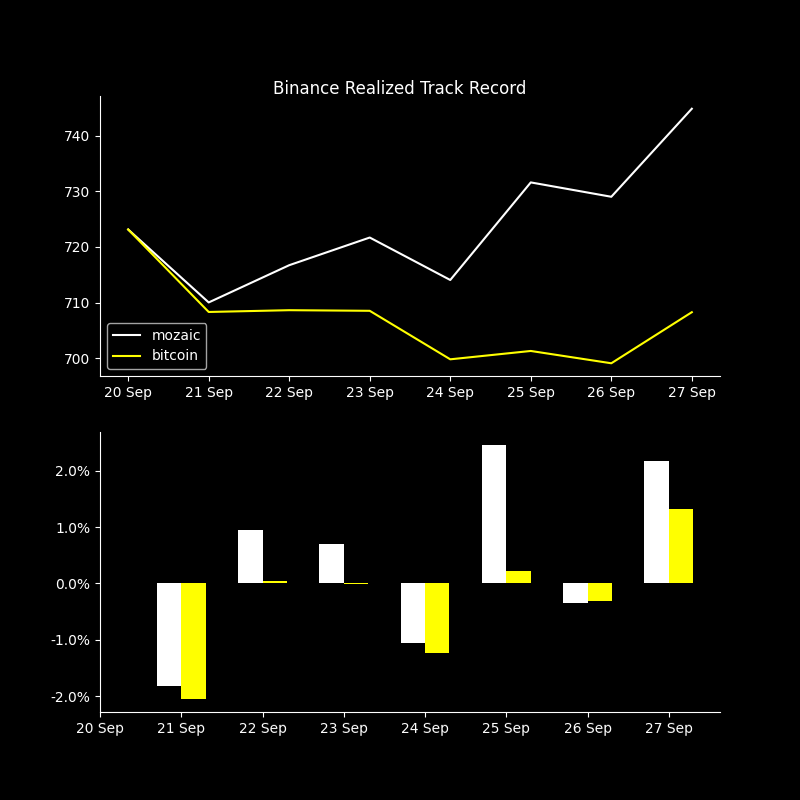 Binance Realized Track Record
740
730
720
710
700
mozaic
bitcoin
20 Sep 21 Sep 22 Sep 23 Sep 24 Sep 25 Sep 26 Sep 27 Sep
2.0%
1.0%
0.0%
-1.0%
-2.0%
20 Sep 21 Sep 22 Sep 23 Sep 24 Sep 25 Sep 26 Sep 27 Sep